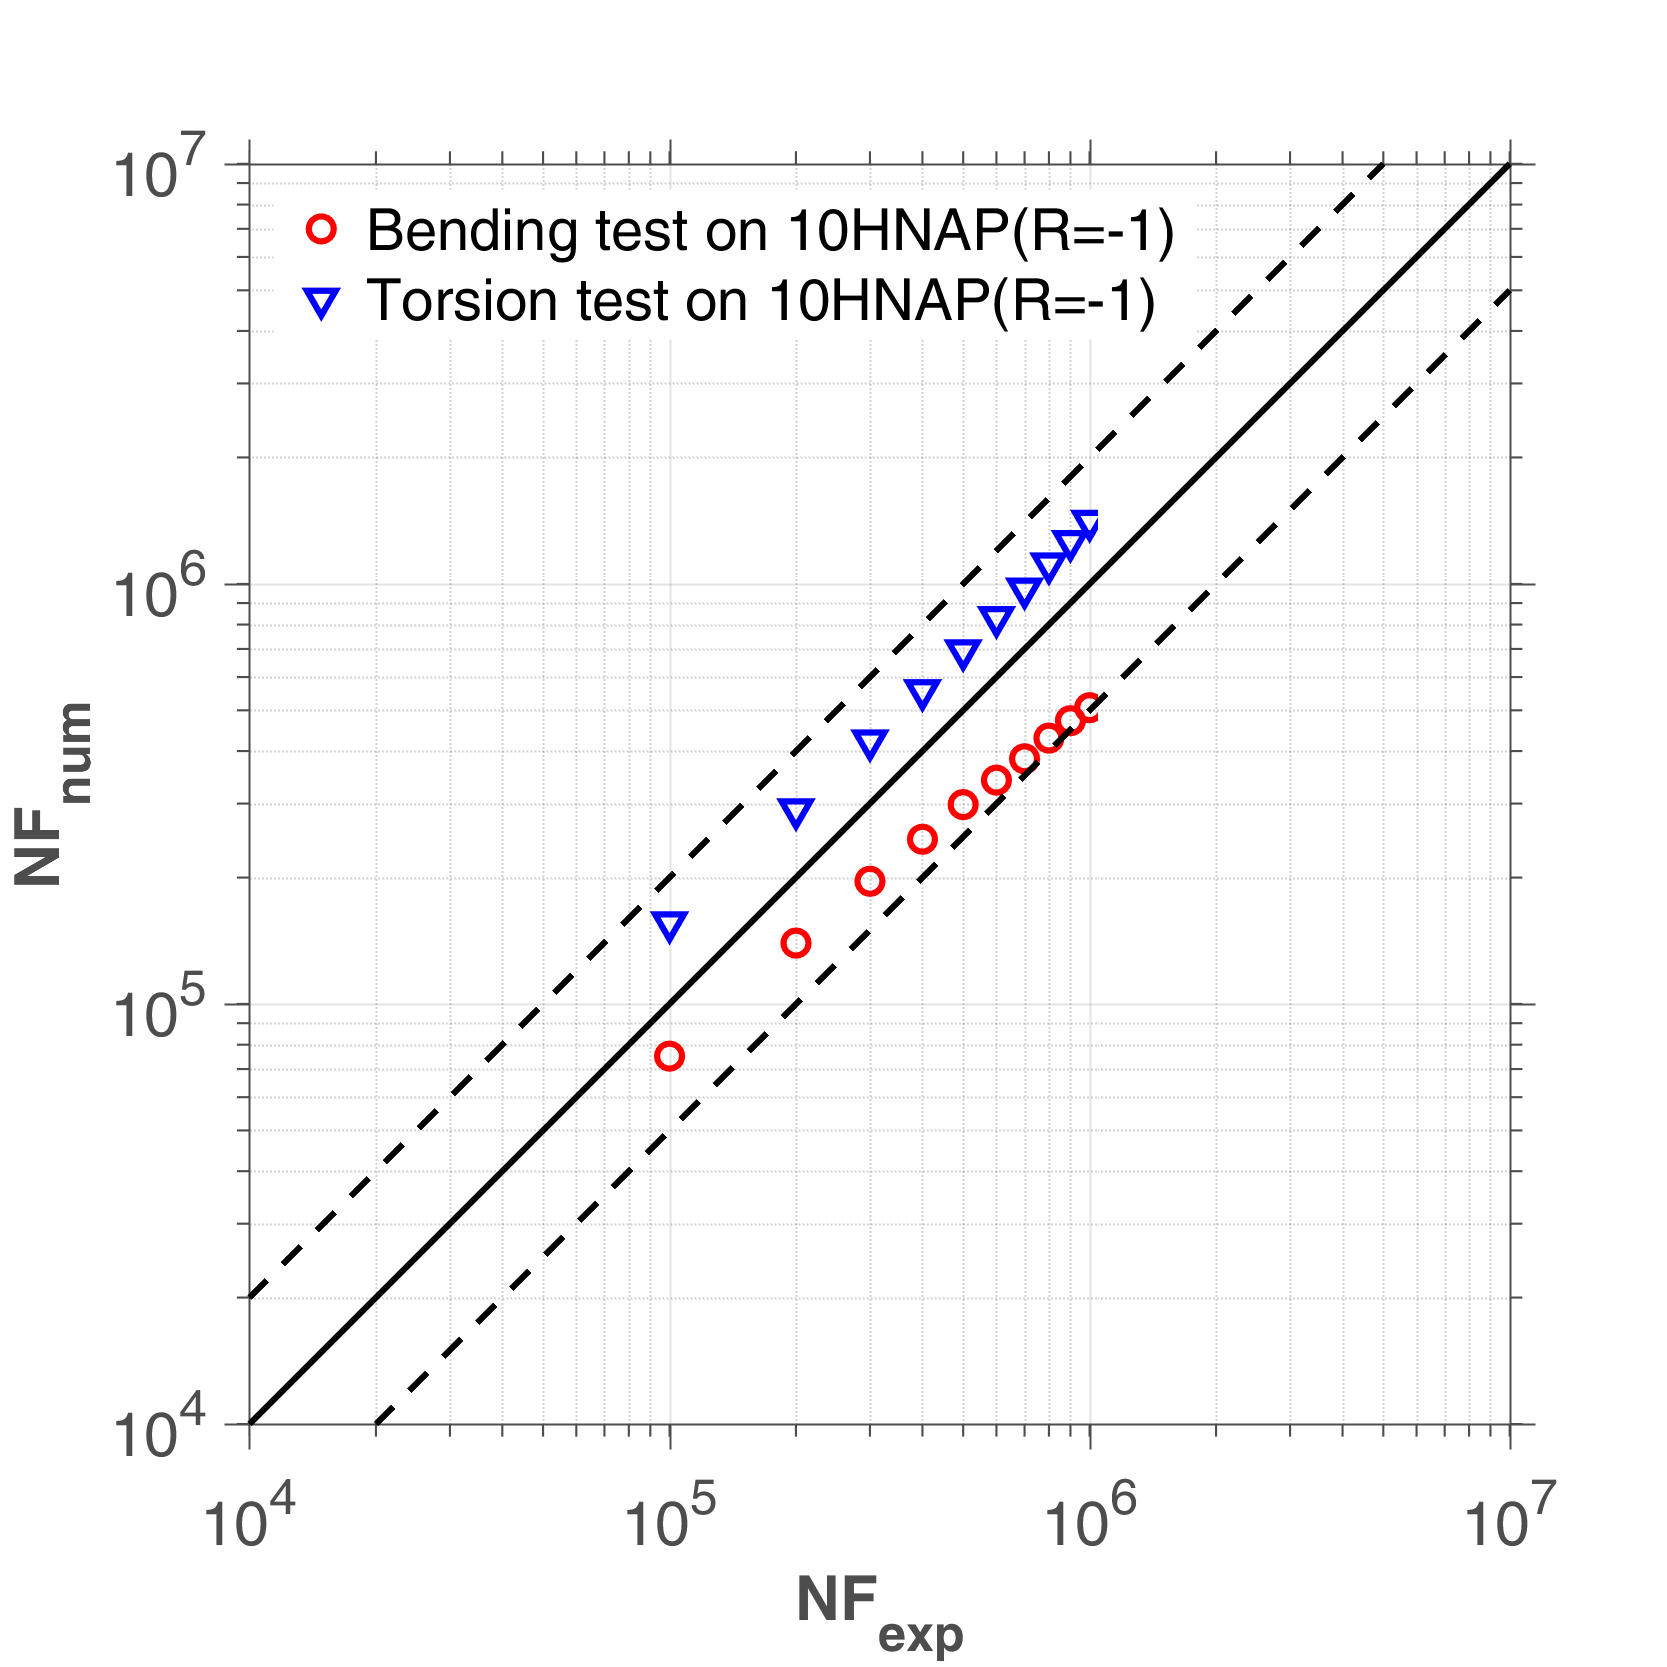 10^7
Bending test on 10HNAP(R=-1)
Torsion test on 10HNAP(R=-1)
10^6
NF_num
10^5
10^4
10^4 10^5 10^6 10^7
NF_exp